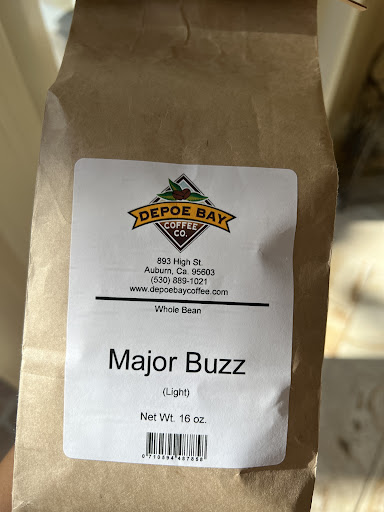 DEPOE BAY
COFFEE
CO.
893 High St.
Auburn, Ca. 95603
(530) 889-1021
www.depoebaycoffee.com
Whole Bean
Major Buzz
(Light)
Net Wt. 16 oz.